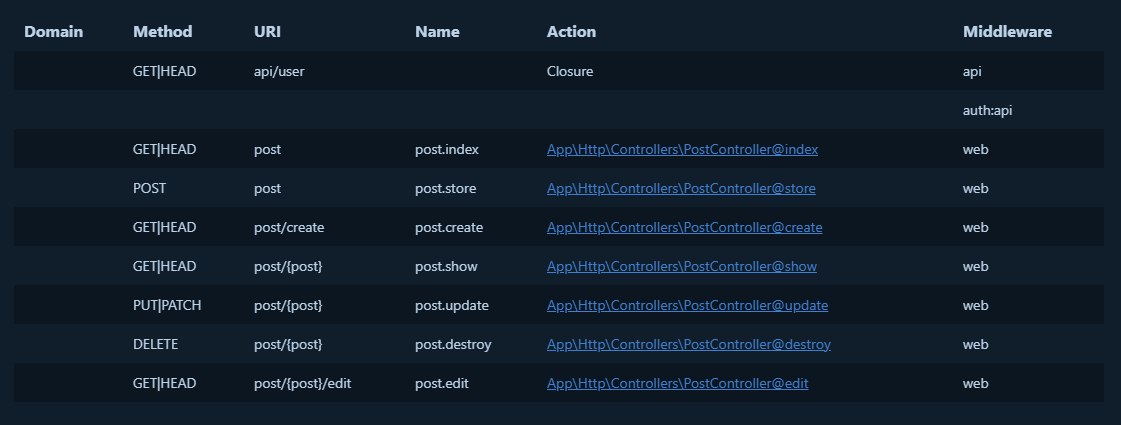 Domain Method URI Name Action Middleware
GET|HEAD api/user Closure api
auth:api
GET|HEAD post post.index App\Http\Controllers\PostController@index web
POST post post.store App\Http\Controllers\PostController@store web
GET|HEAD post/create post.create App\Http\Controllers\PostController@create web
GET|HEAD post/{post} post.show App\Http\Controllers\PostController@show web
PUT|PATCH post/{post} post.update App\Http\Controllers\PostController@update web
DELETE post/{post} post.destroy App\Http\Controllers\PostController@destroy web
GET|HEAD post/{post}/edit post.edit App\Http\Controllers\PostController@edit web